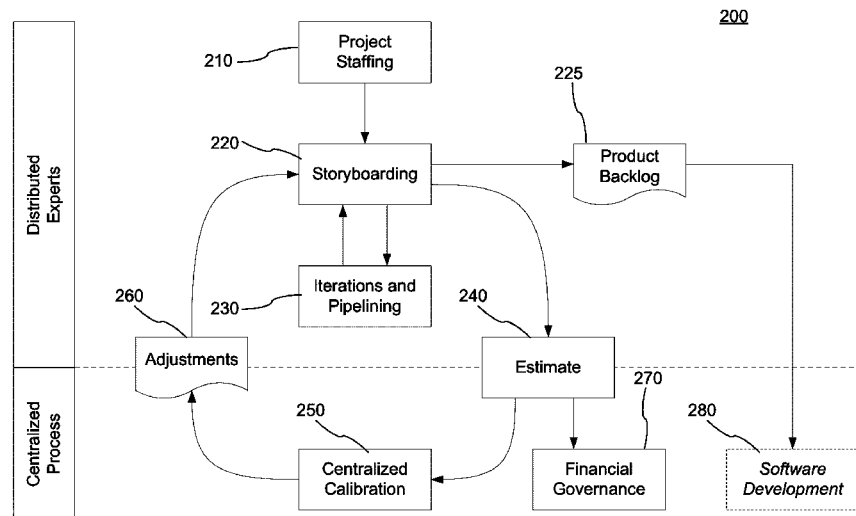 200
Project
Staffing
210
225
220
Storyboarding
Product
Backlog
Distributed
Experts
Iterations and
Pipelining
230
260
240
Adjustments
Estimate
270
250
280
Centralized
Process
Centralized
Calibration
Financial
Governance
Software
Development